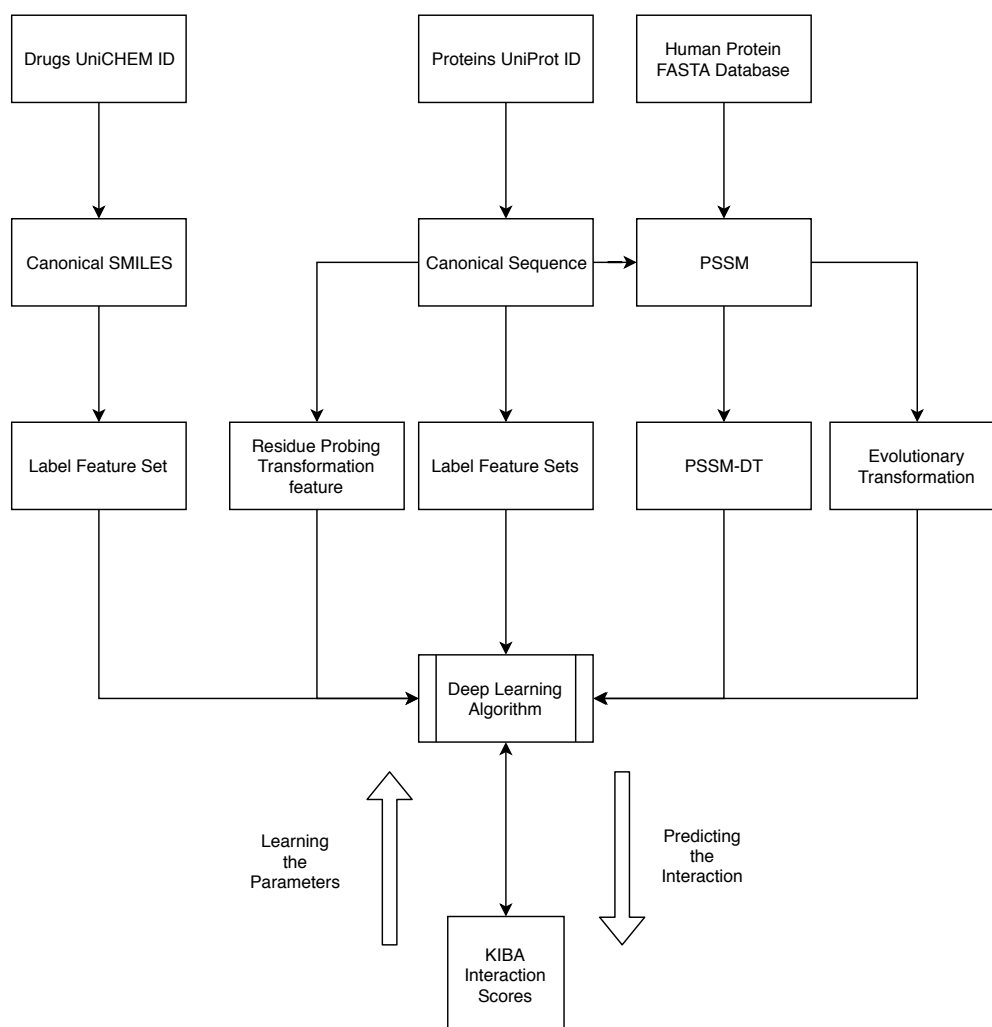 Drugs UniCHEM ID
Proteins UniProt ID
Human Protein
FASTA Database
Canonical SMILES
Canonical Sequence
PSSM
Label Feature Set
Residue Probing
Transformation
feature
Label Feature Sets
PSSM-DT
Evolutionary
Transformation
Deep Learning
Algorithm
Learning
the
Parameters
Predicting
the
Interaction
KIBA
Interaction
Scores